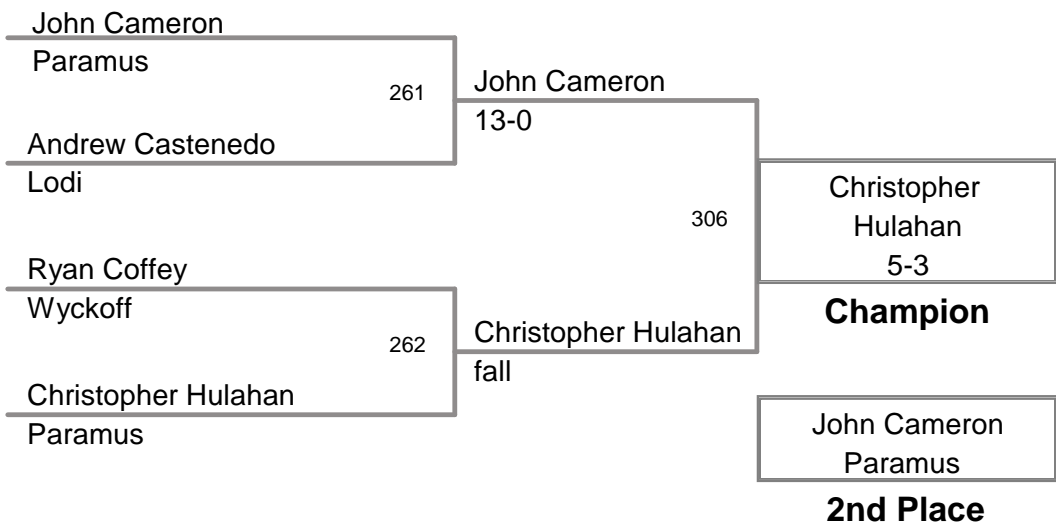 John Cameron
Paramus
261
Andrew Castenedo
Lodi
John Cameron
13-0
Ryan Coffey
Wyckoff
262
Christopher Hulahan
Paramus
Christopher Hulahan
fall
306
Christopher
Hulahan
5-3
Champion
John Cameron
Paramus
2nd Place